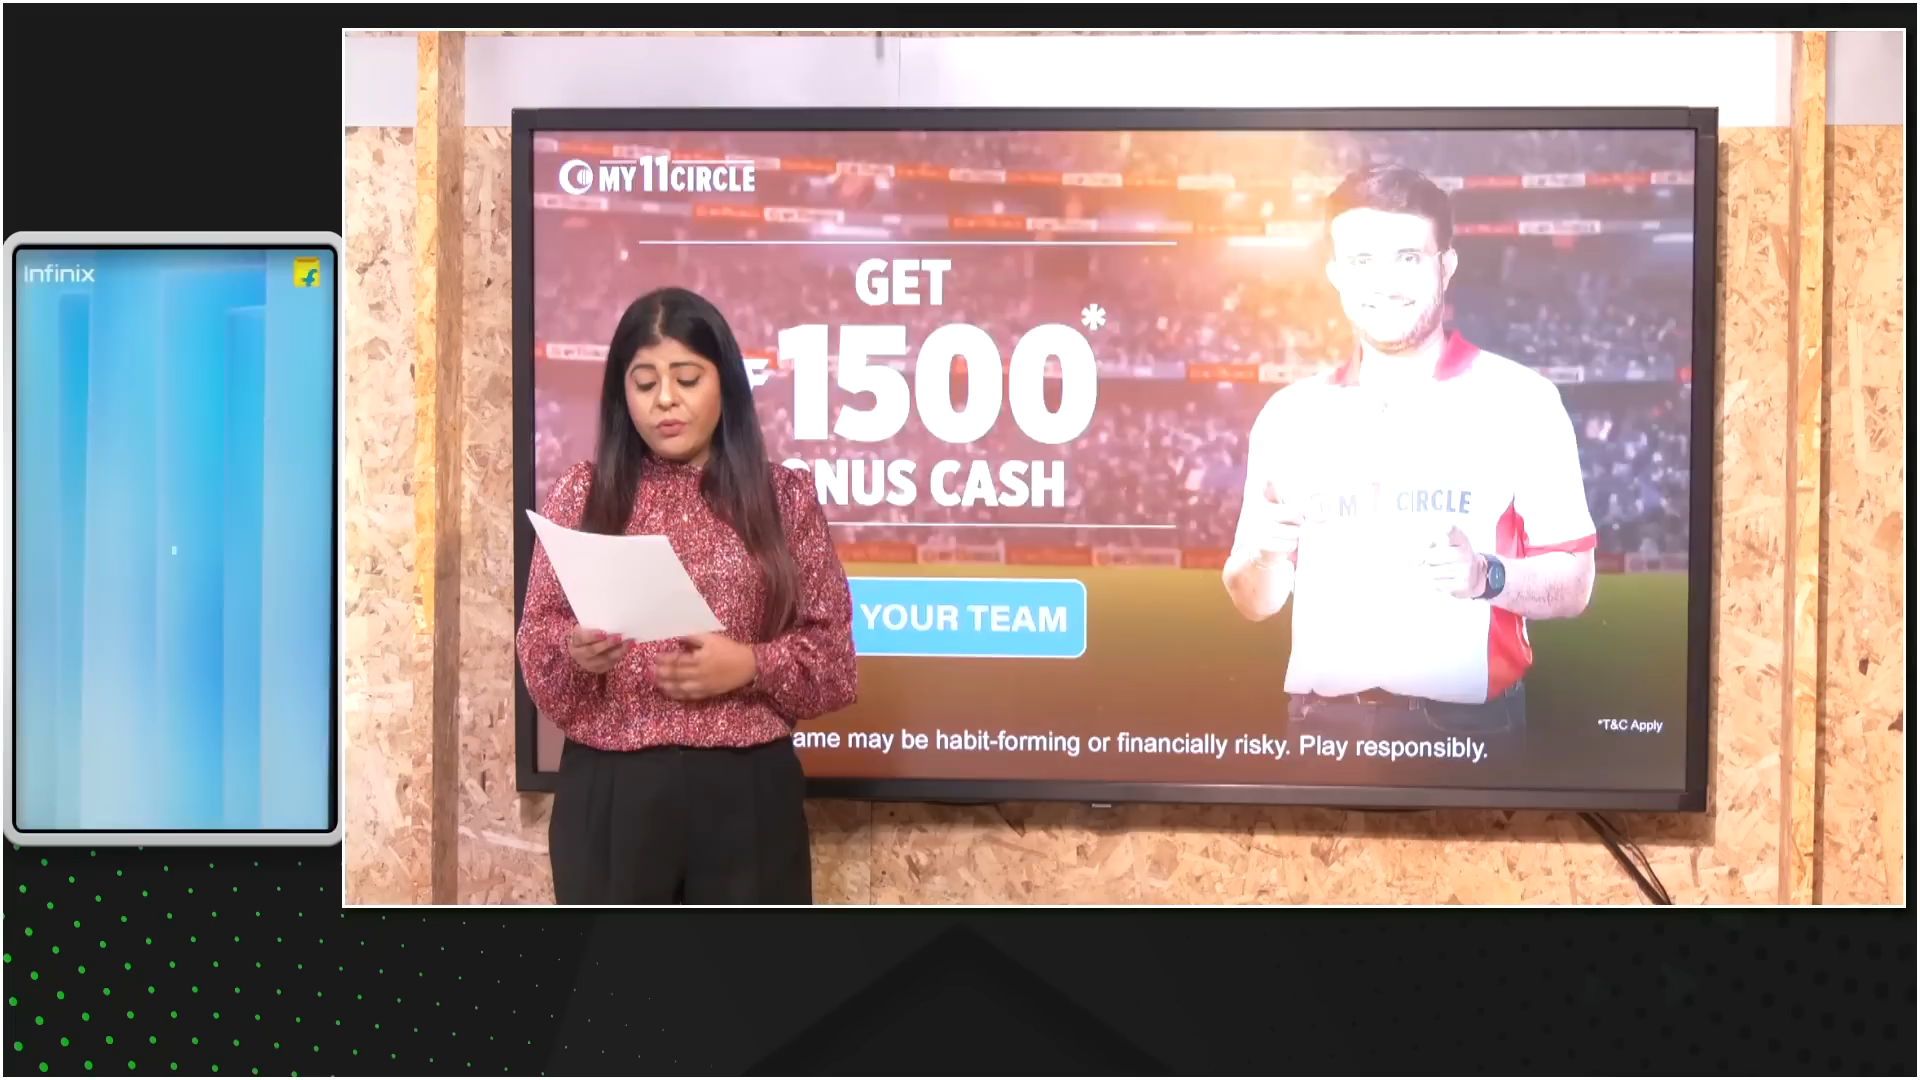 Infinix
MY11CIRCLE
GET
₹1500*
ONUS CASH
CIRCLE
YOUR TEAM
*T&C Apply
ame may be habit-forming or financially risky. Play responsibly.